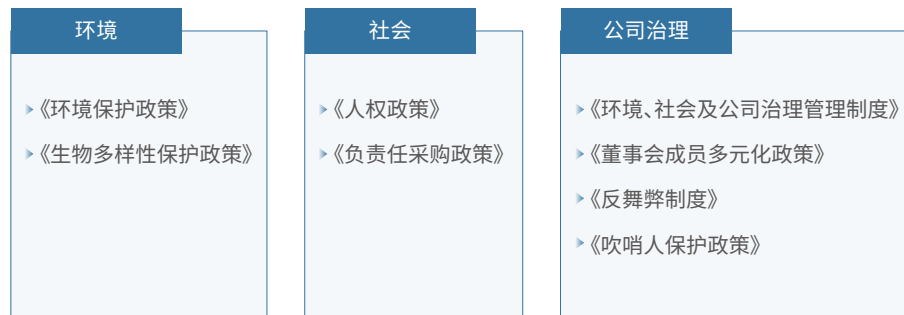 环境
《环境保护政策》
《生物多样性保护政策》
社会
《人权政策》
《负责任采购政策》
公司治理
《环境、社会及公司治理管理制度》
《董事会成员多元化政策》
《反舞弊制度》
《吹哨人保护政策》